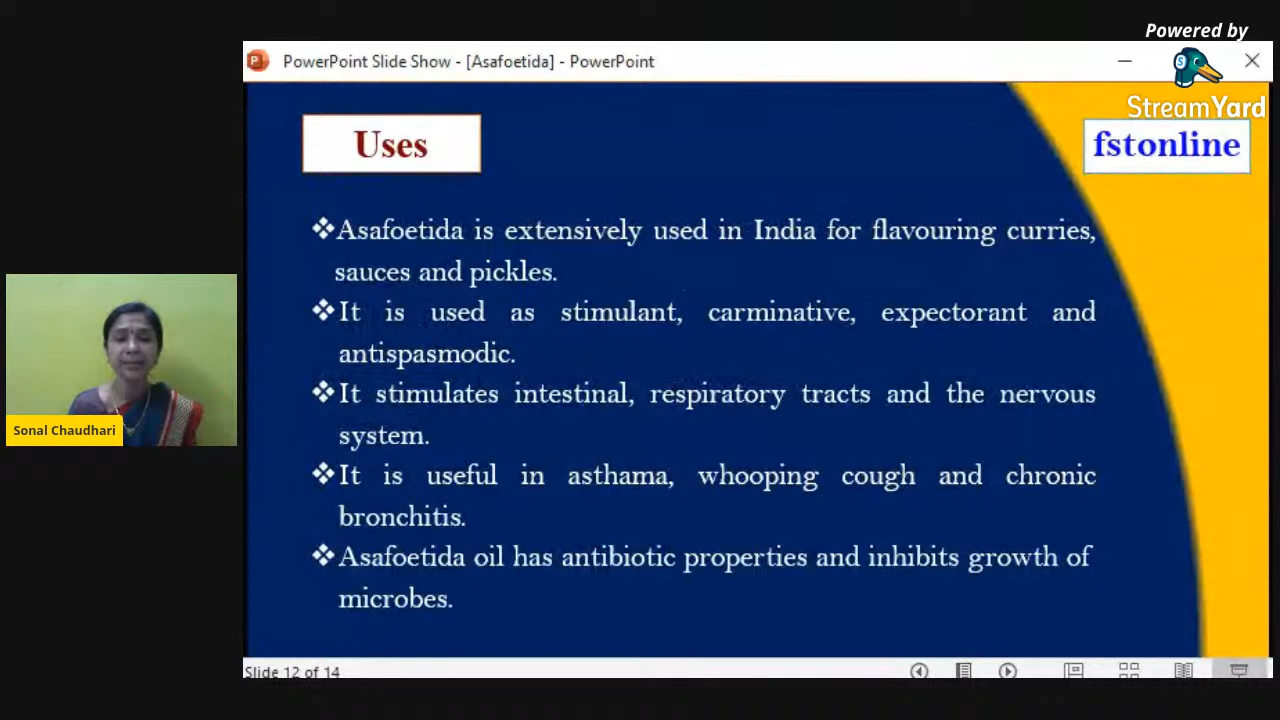 Powered by
StreamYard
PowerPoint Slide Show - [Asafoetida] - PowerPoint
Uses
fstonline
❖Asafoetida is extensively used in India for flavouring curries,
sauces and pickles.
❖It is used as stimulant, carminative, expectorant and
antispasmodic.
❖It stimulates intestinal, respiratory tracts and the nervous
system.
❖It is useful in asthama, whooping cough and chronic
bronchitis.
❖Asafoetida oil has antibiotic properties and inhibits growth of
microbes.
Sonal Chaudhari
Slide 12 of 14